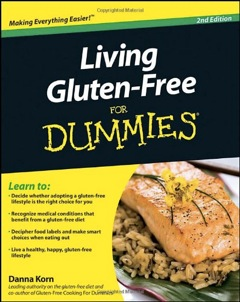 Making Everything Easier!™
2nd Edition
Living
Gluten-Free
FOR
DUMMIES®
Learn to:
• Decide whether adopting a gluten-free
lifestyle is the right choice for you
• Recognize medical conditions that
benefit from a gluten-free diet
• Decipher food labels and make smart
choices when eating out
• Live a healthy, happy, gluten-free
lifestyle
Danna Korn
Leading authority on the gluten-free diet and
co-author of Gluten-Free Cooking For Dummies